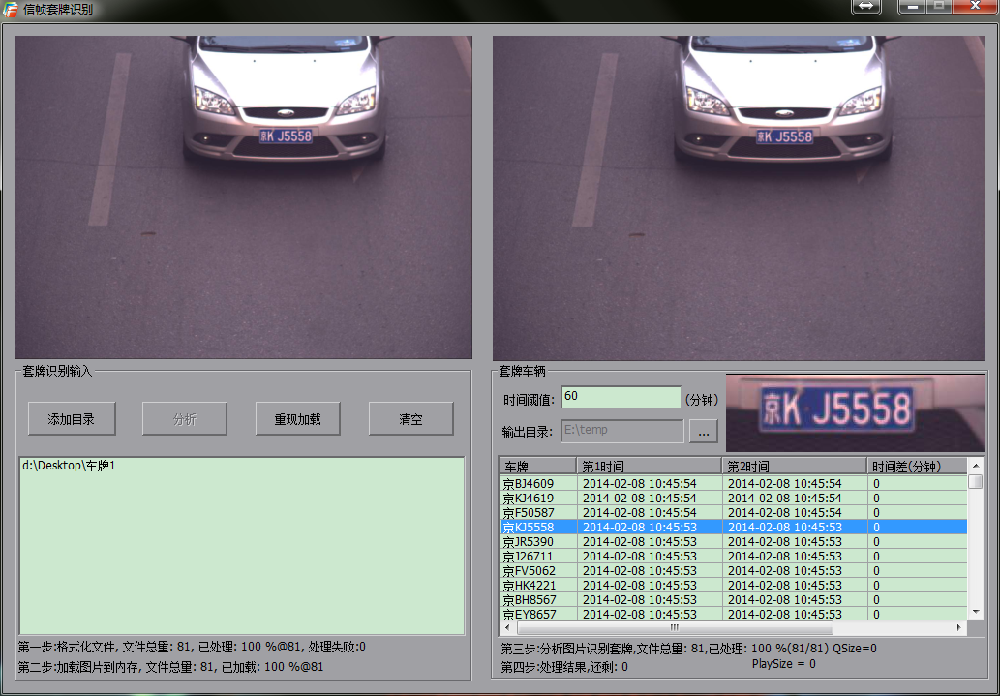 信帧套牌识别
京K J5558
京K J5558
套牌识别输入
添加目录 分析 重现加载 清空
d:\Desktop\车牌1
第一步:格式化文件, 文件总量: 81, 已处理: 100 %@81, 处理失败:0
第二步:加载图片到内存, 文件总量: 81, 已加载: 100 %@81
套牌车辆
时间阈值: 60 (分钟)
输出目录: E:\temp ...
京K J5558
车牌 第1时间 第2时间 时间差(分钟)
京BJ4609 2014-02-08 10:45:54 2014-02-08 10:45:54 0
京KJ4619 2014-02-08 10:45:54 2014-02-08 10:45:54 0
京F50587 2014-02-08 10:45:54 2014-02-08 10:45:54 0
京KJ5558 2014-02-08 10:45:53 2014-02-08 10:45:53 0
京JR5390 2014-02-08 10:45:53 2014-02-08 10:45:53 0
京J26711 2014-02-08 10:45:53 2014-02-08 10:45:53 0
京FV5062 2014-02-08 10:45:53 2014-02-08 10:45:53 0
京HK4221 2014-02-08 10:45:53 2014-02-08 10:45:53 0
京BH8567 2014-02-08 10:45:53 2014-02-08 10:45:53 0
京EY8657 2014-02-08 10:45:53 2014-02-08 10:45:53 0
第三步:分析图片识别套牌,文件总量: 81,已处理: 100 %(81/81) QSize=0
第四步:处理结果,还剩: 0 PlaySize = 0